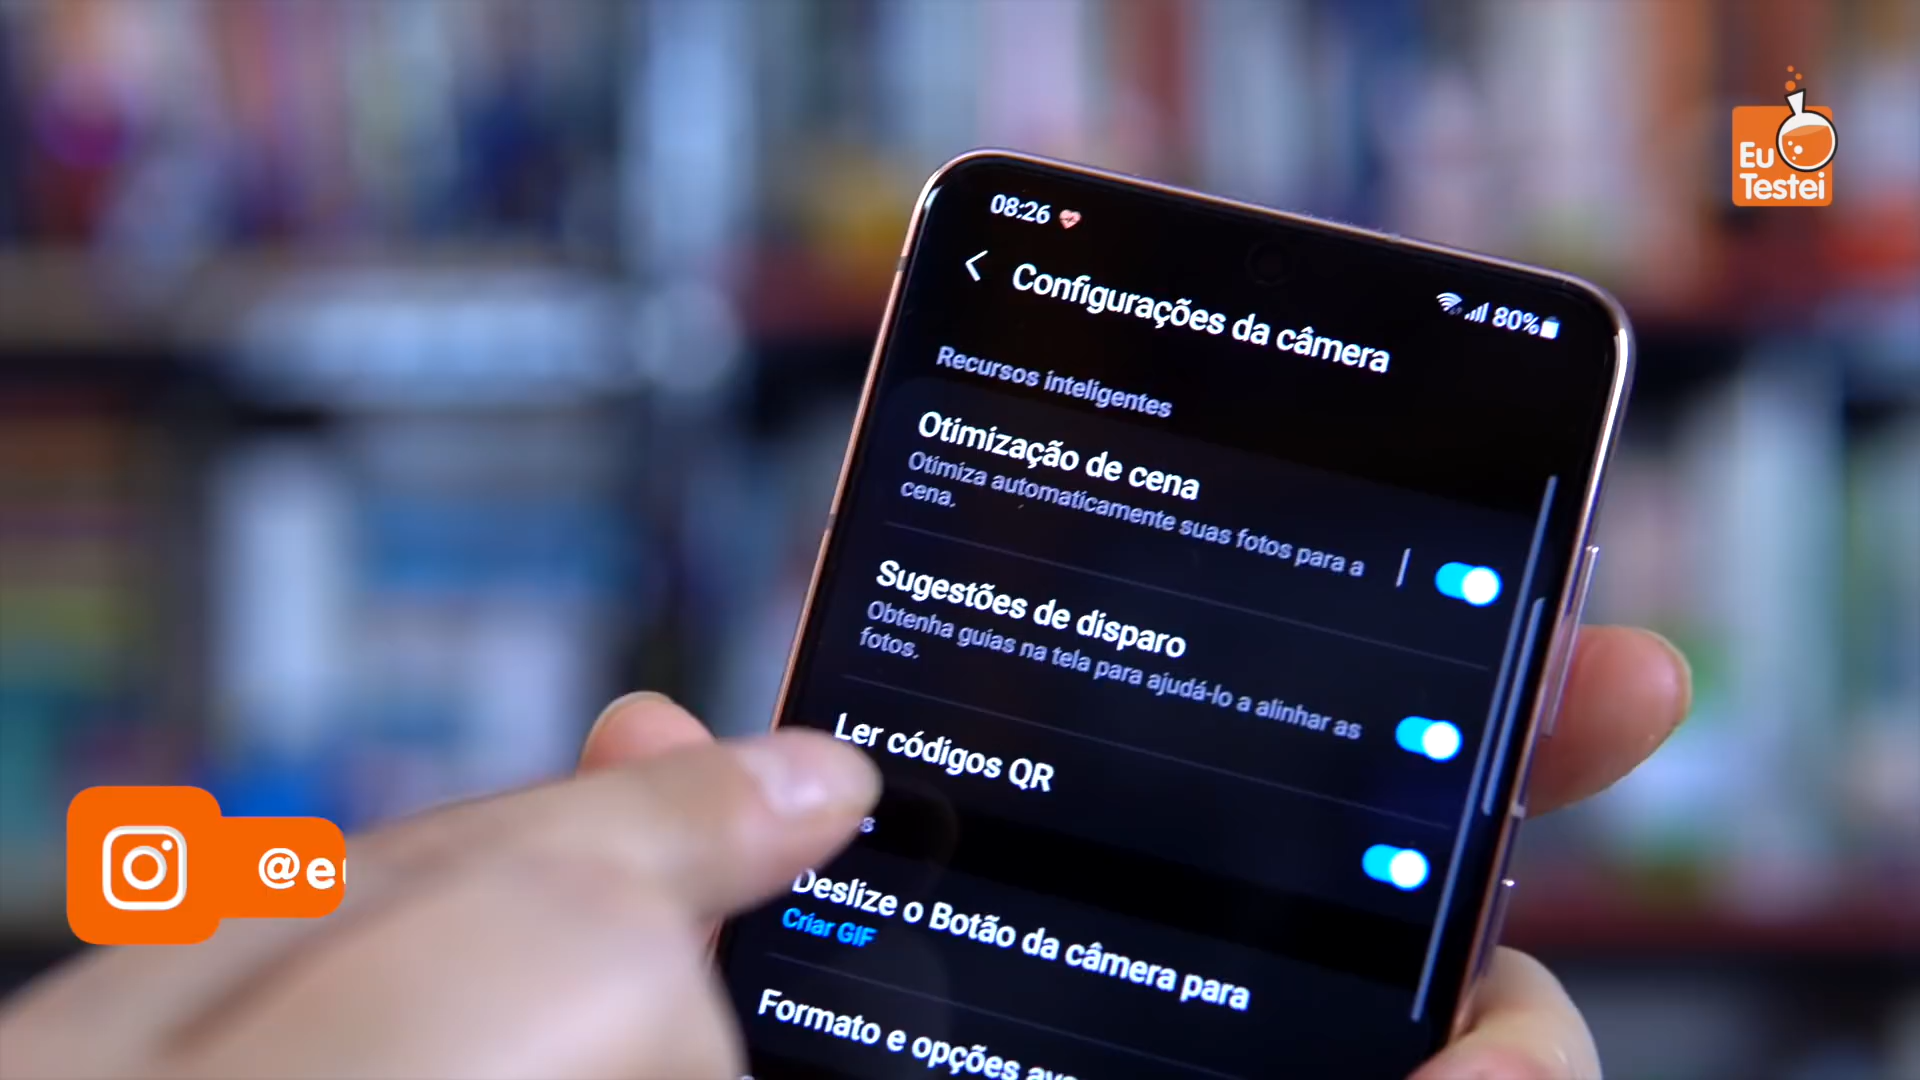 Eu
Testei
08:26
80%
Configurações da câmera
Recursos inteligentes
Otimização de cena
Otimiza automaticamente suas fotos para a
cena.
Sugestões de disparo
Obtenha guias na tela para ajudá-lo a alinhar as
fotos.
Ler códigos QR
Deslize o Botão da câmera para
Criar GIF
Formato e opções